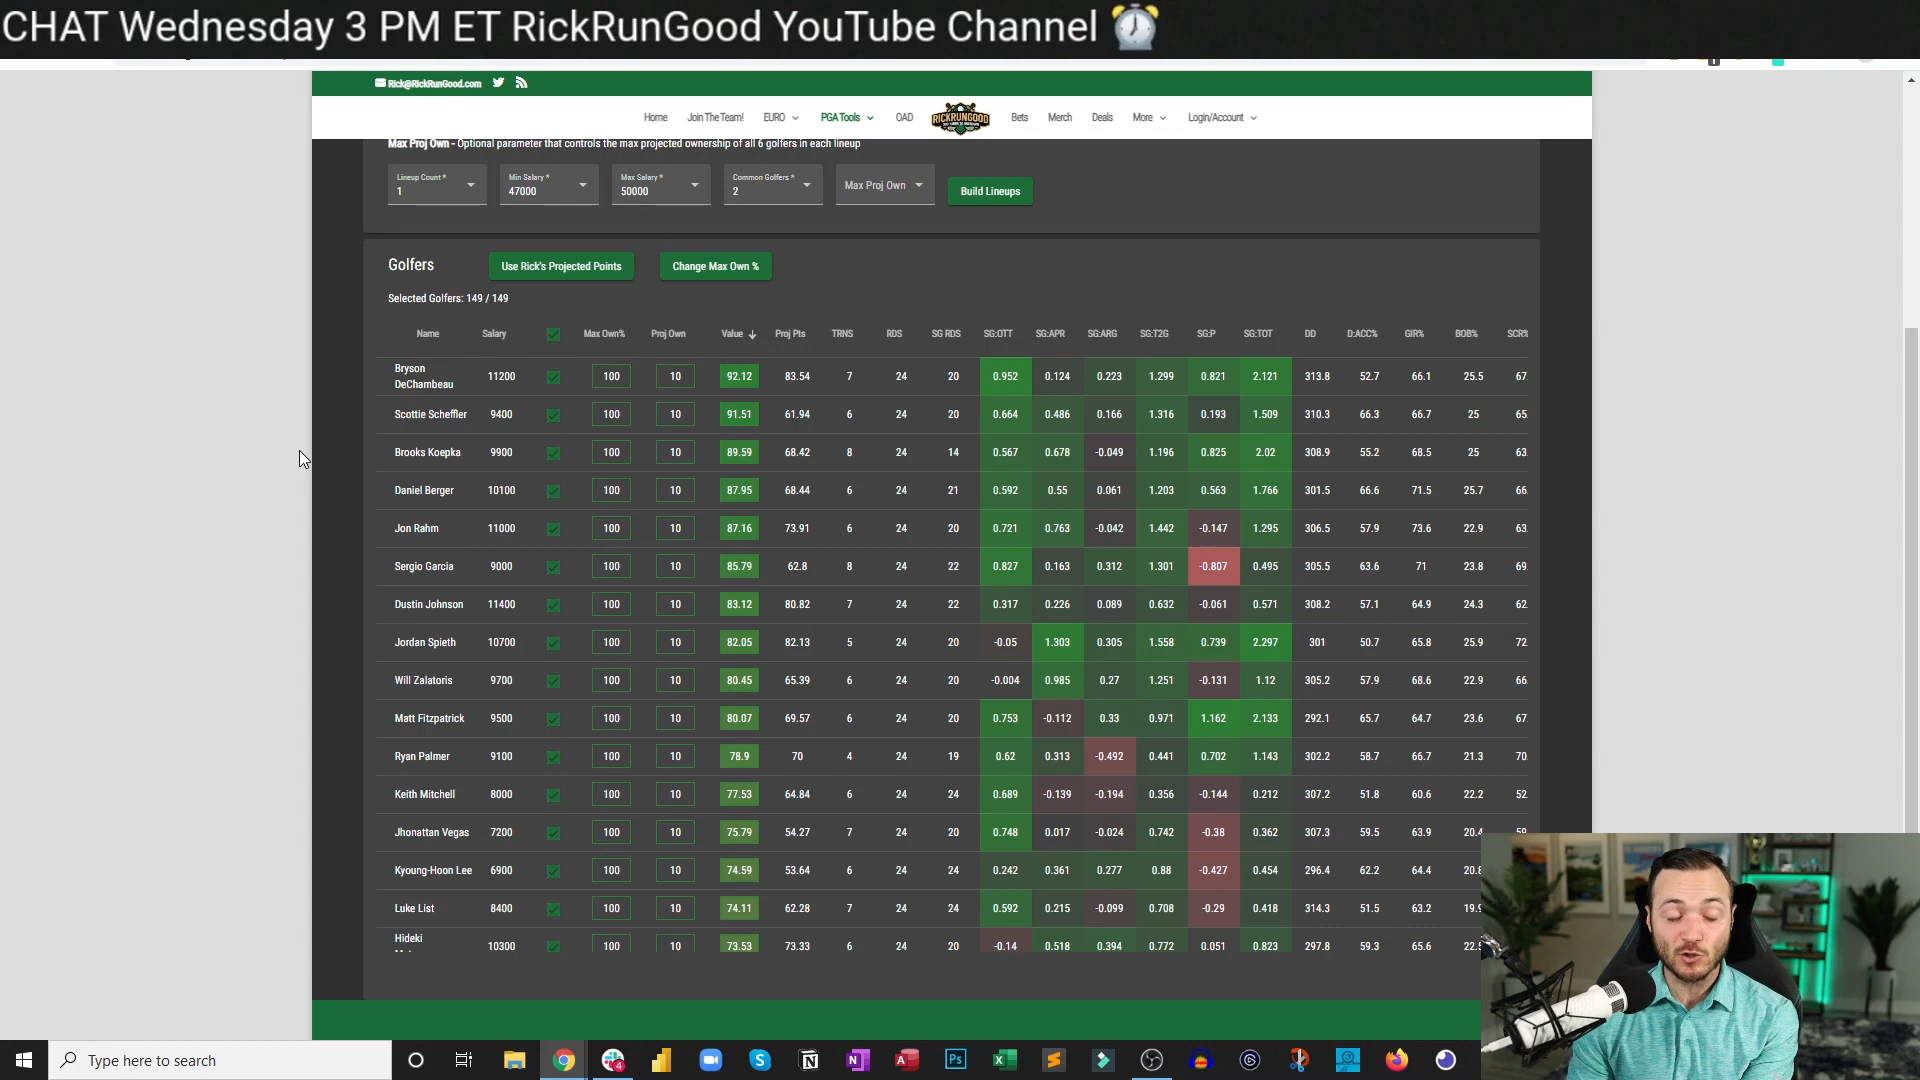 CHAT Wednesday 3 PM ET RickRunGood YouTube Channel
Rick@RickRunGood.com
Home Join The Team! EURO PGA Tools OAD RICKRUNGOOD Bets Merch Deals More Login/Account
Max Proj Own - Optional parameter that controls the max projected ownership of all 6 golfers in each lineup
Lineup Count * Min Salary * Max Salary * Common Golfers * Max Proj Own Build Lineups
1 47000 50000 2
Golfers Use Rick's Projected Points Change Max Own %
Selected Golfers: 149 / 149
Name Salary Max Own% Proj Own Value Proj Pts TRNS RDS SG RDS SG:OTT SG:APR SG:ARG SG:T2G SG:P SG:TOT DD D:ACC% GIR% BOB% SCR%
Bryson DeChambeau 11200 100 10 92.12 83.54 7 24 20 0.952 0.124 0.223 1.299 0.821 2.121 313.8 52.7 66.1 25.5 67.
Scottie Scheffler 9400 100 10 91.51 61.94 6 24 20 0.664 0.486 0.166 1.316 0.193 1.509 310.3 66.3 66.7 25 65.
Brooks Koepka 9900 100 10 89.59 68.42 8 24 14 0.567 0.678 -0.049 1.196 0.825 2.02 308.9 55.2 68.5 25 63.
Daniel Berger 10100 100 10 87.95 68.44 6 24 21 0.592 0.55 0.061 1.203 0.563 1.766 301.5 66.6 71.5 25.7 66.
Jon Rahm 11000 100 10 87.16 73.91 6 24 20 0.721 0.763 -0.042 1.442 -0.147 1.295 306.5 57.9 73.6 22.9 63.
Sergio Garcia 9000 100 10 85.79 62.8 8 24 22 0.827 0.163 0.312 1.301 -0.807 0.495 305.5 63.6 71 23.8 69.
Dustin Johnson 11400 100 10 83.12 80.82 7 24 22 0.317 0.226 0.089 0.632 -0.061 0.571 308.2 57.1 64.9 24.3 62.
Jordan Spieth 10700 100 10 82.05 82.13 5 24 20 -0.05 1.303 0.305 1.558 0.739 2.297 301 50.7 65.8 25.9 72.
Will Zalatoris 9700 100 10 80.45 65.39 6 24 20 -0.004 0.985 0.27 1.251 -0.131 1.12 305.2 57.9 68.6 22.9 66.
Matt Fitzpatrick 9500 100 10 80.07 69.57 6 24 20 0.753 -0.112 0.33 0.971 1.162 2.133 292.1 65.7 64.7 23.6 67.
Ryan Palmer 9100 100 10 78.9 70 4 24 19 0.62 0.313 -0.492 0.441 0.702 1.143 302.2 58.7 66.7 21.3 70.
Keith Mitchell 8000 100 10 77.53 64.84 6 24 24 0.689 -0.139 -0.194 0.356 -0.144 0.212 307.2 51.8 60.6 22.2 52.
Jhonattan Vegas 7200 100 10 75.79 54.27 7 24 20 0.748 0.017 -0.024 0.742 -0.38 0.362 307.3 59.5 63.9 20.4
Kyoung-Hoon Lee 6900 100 10 74.59 53.64 6 24 24 0.242 0.361 0.277 0.88 -0.427 0.454 296.4 62.2 64.4 20.8
Luke List 8400 100 10 74.11 62.28 7 24 24 0.592 0.215 -0.099 0.708 -0.29 0.418 314.3 51.5 63.2 19.9
Hideki 10300 100 10 73.53 73.33 6 24 20 -0.14 0.518 0.394 0.772 0.051 0.823 297.8 59.3 65.6 22.5
Type here to search